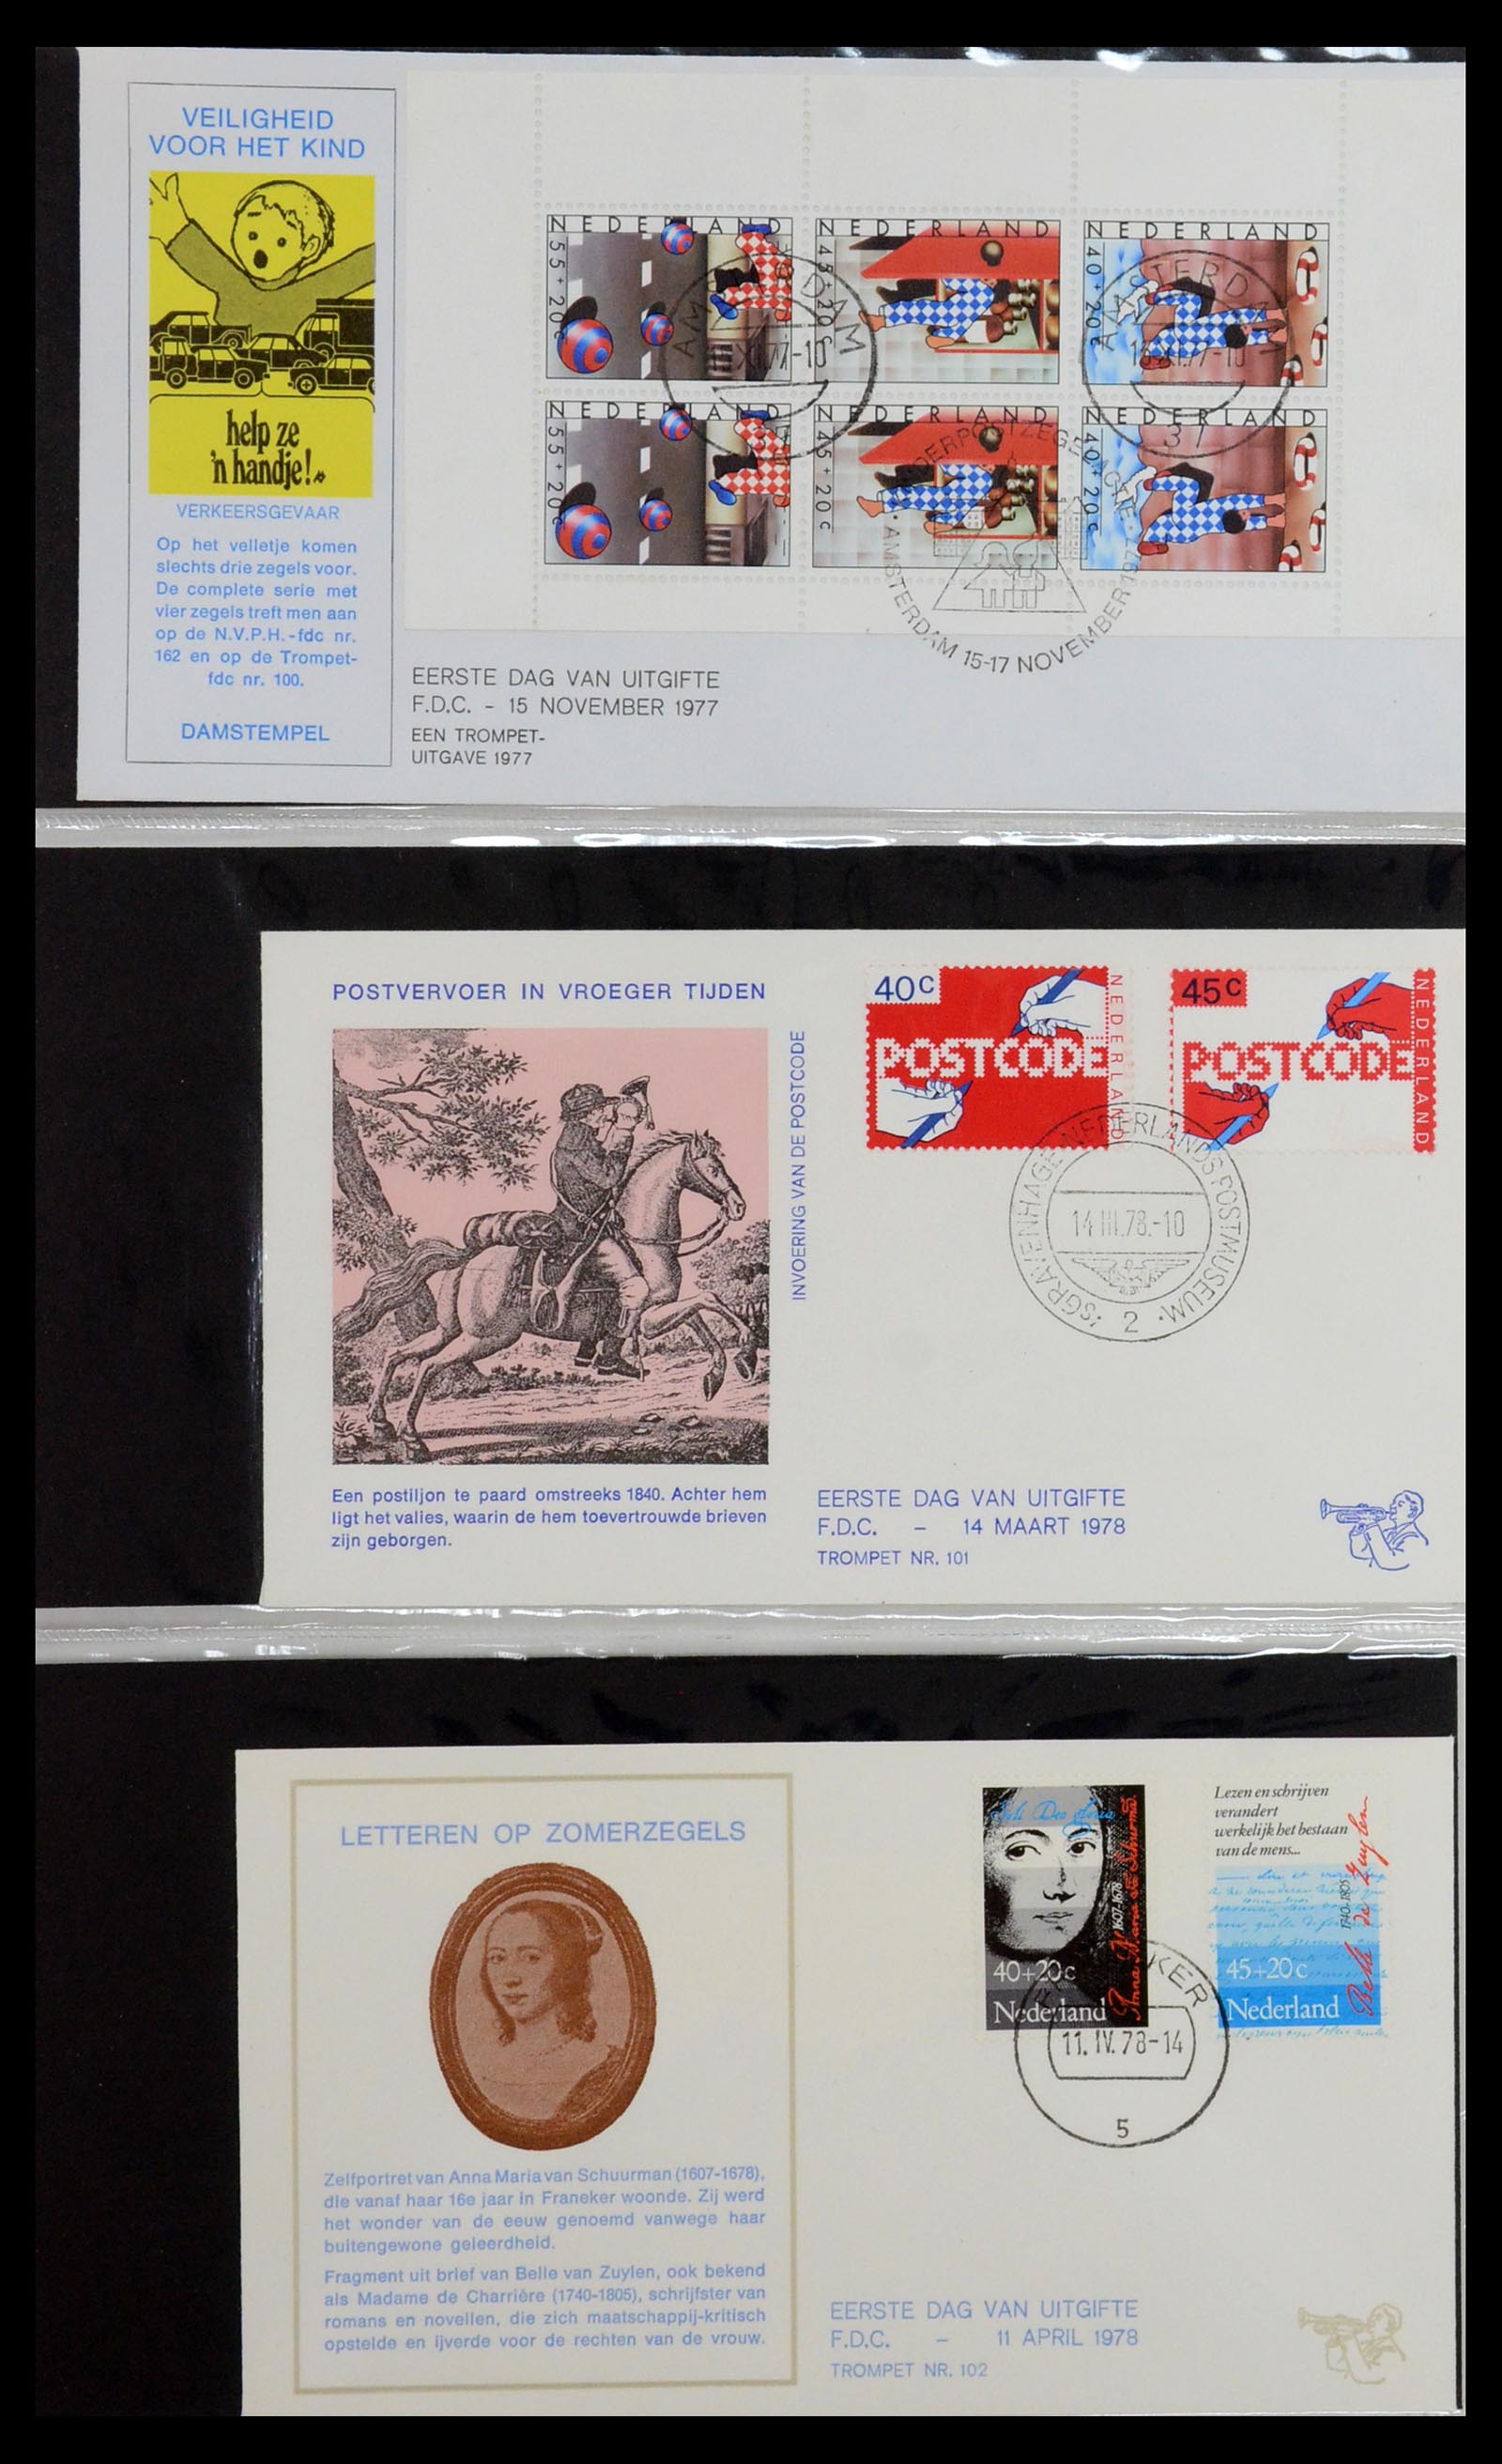 VEILIGHEID
VOOR HET KIND
help ze
'n handje!
VERKEERSGEVAAR
Op het velletje komen
slechts drie zegels voor.
De complete serie met
vier zegels treft men aan
op de N.V.P.H.-fdc nr.
162 en op de Trompet-
fdc nr. 100.
DAMSTEMPEL
NEDERLAND
55+20c
NEDERLAND
45+20c
NEDERLAND
40+20c
NEDERLAND
55+20c
NEDERLAND
45+20c
NEDERLAND
40+20c
AMSTERDAM
AMSTERDAM
31
AMSTERDAM 15-17 NOVEMBER 1977
EERSTE DAG VAN UITGIFTE
F.D.C. - 15 NOVEMBER 1977
EEN TROMPET-
UITGAVE 1977
POSTVERVOER IN VROEGER TIJDEN
INVOERING VAN DE POSTCODE
Een postiljon te paard omstreeks 1840. Achter hem
ligt het valies, waarin de hem toevertrouwde brieven
zijn geborgen.
40c
POSTCODE
NEDERLAND
45c
POSTCODE
NEDERLAND
'sGRAVENHAGE NEDERLANDS POSTMUSEUM
14.III.78.-10
2
EERSTE DAG VAN UITGIFTE
F.D.C. – 14 MAART 1978
TROMPET NR. 101
LETTEREN OP ZOMERZEGELS
Zelfportret van Anna Maria van Schuurman (1607-1678),
die vanaf haar 16e jaar in Franeker woonde. Zij werd
het wonder van de eeuw genoemd vanwege haar
buitengewone geleerdheid.
Fragment uit brief van Belle van Zuylen, ook bekend
als Madame de Charrière (1740-1805), schrijfster van
romans en novellen, die zich maatschappij-kritisch
opstelde en ijverde voor de rechten van de vrouw.
1607-1678
40+20c
Nederland
Lezen en schrijven
verandert
werkelijk het bestaan
van de mens...
1740-1805
Belle de Zuylen
45+20c
Nederland
11.IV.78-14
5
EERSTE DAG VAN UITGIFTE
F.D.C. – 11 APRIL 1978
TROMPET NR. 102